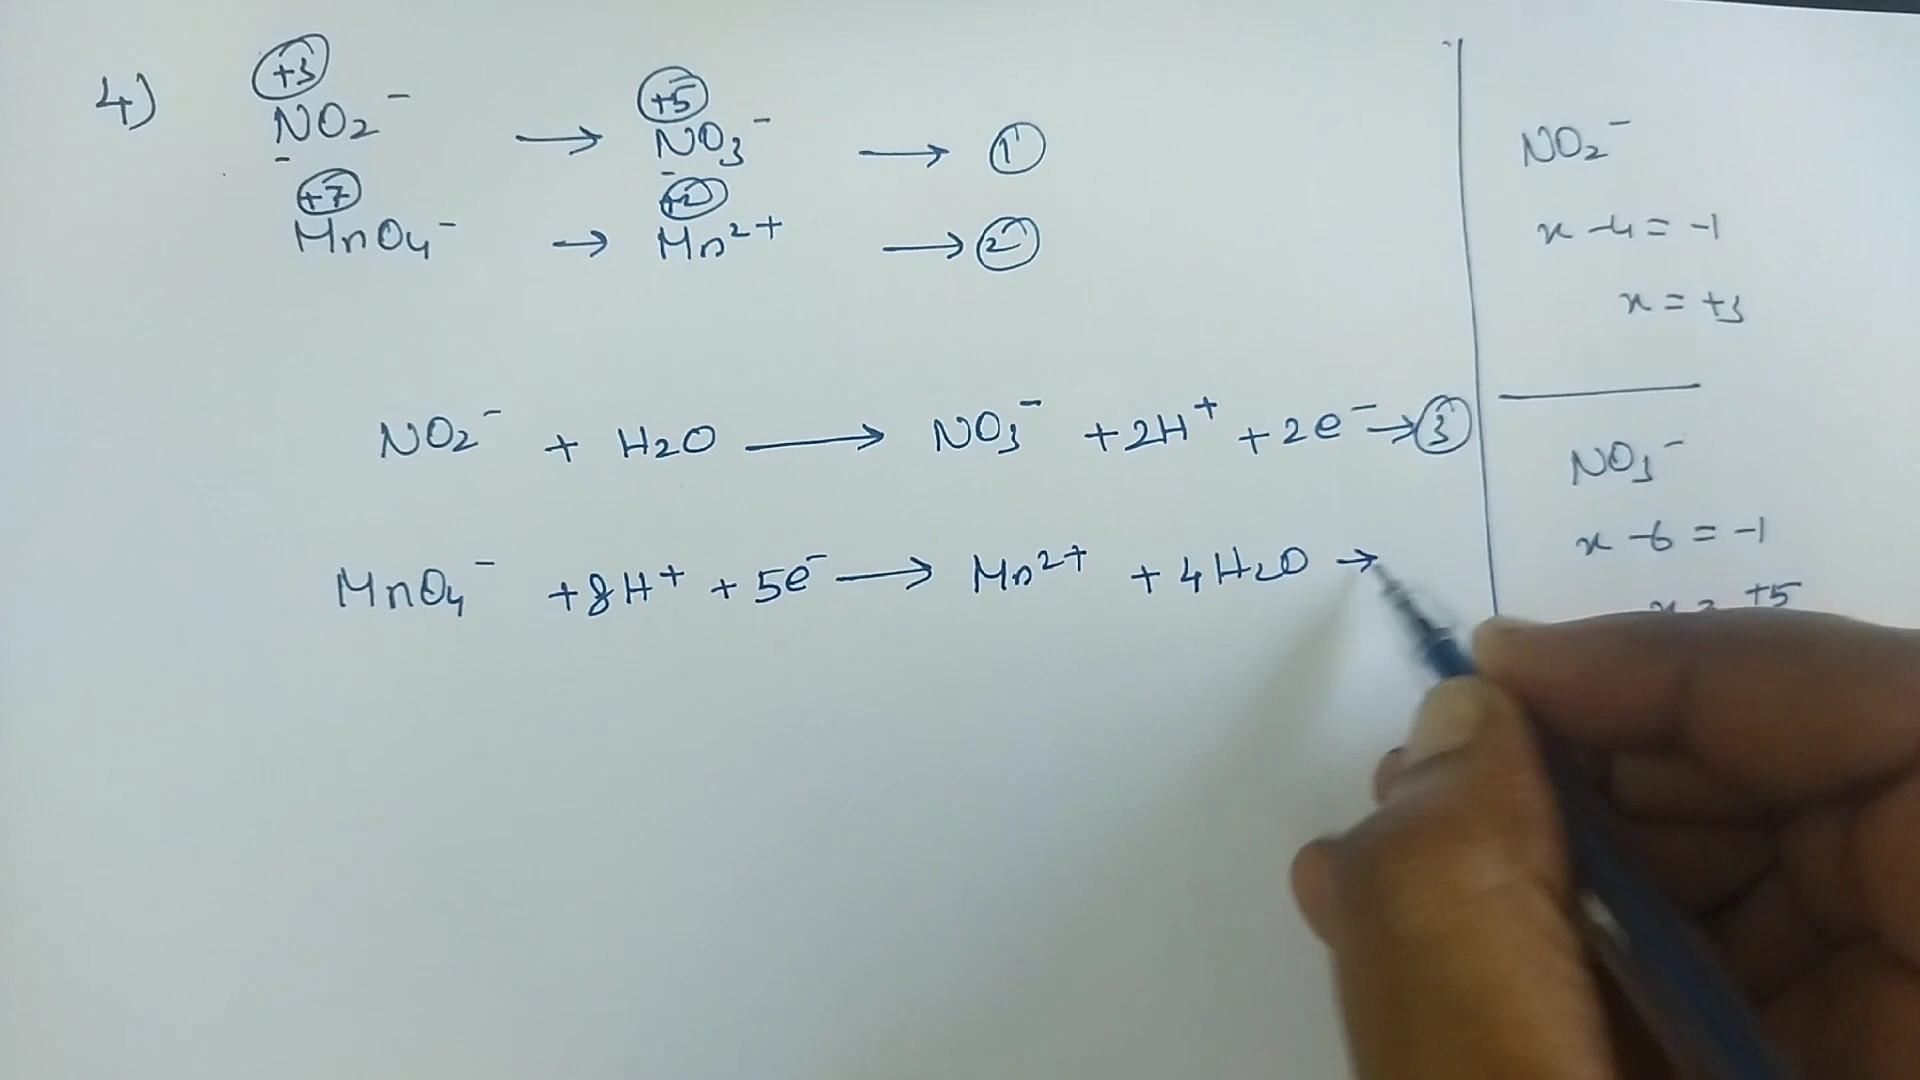 4) +3 +5
NO2⁻ → NO3⁻ → 1
+7 +2
MnO4⁻ → Mn²⁺ → 2
NO2⁻ + H2O → NO3⁻ + 2H⁺ + 2e⁻ → 3
MnO4⁻ + 8H⁺ + 5e⁻ → Mn²⁺ + 4H2O →
NO2⁻
x - 4 = -1
x = +3
NO3⁻
x - 6 = -1
x = +5